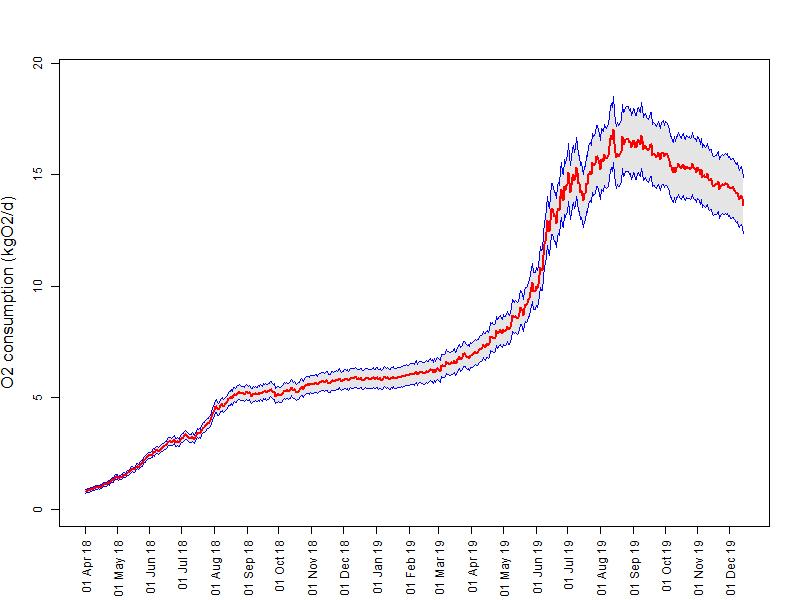 O2 consumption (kgO2/d)
20
15
10
5
0
01 Apr 18
01 May 18
01 Jun 18
01 Jul 18
01 Aug 18
01 Sep 18
01 Oct 18
01 Nov 18
01 Dec 18
01 Jan 19
01 Feb 19
01 Mar 19
01 Apr 19
01 May 19
01 Jun 19
01 Jul 19
01 Aug 19
01 Sep 19
01 Oct 19
01 Nov 19
01 Dec 19